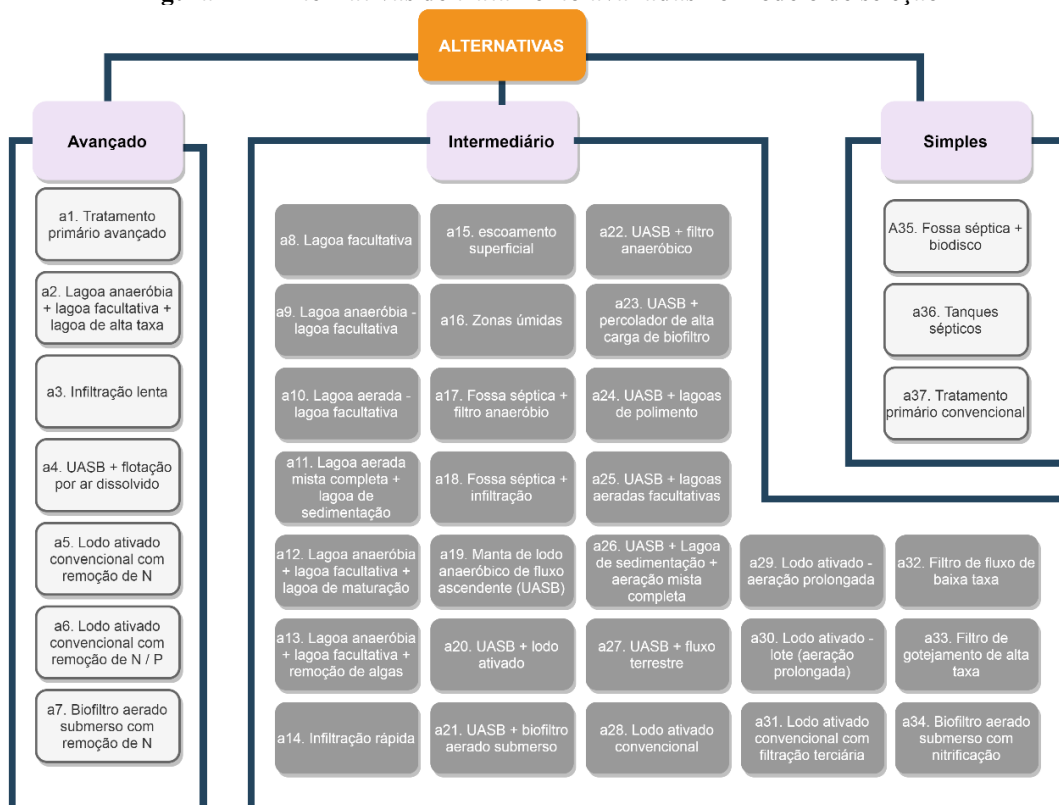 ALTERNATIVAS
Avançado
a1. Tratamento
primário avançado
a2. Lagoa anaeróbia
+ lagoa facultativa +
lagoa de alta taxa
a3. Infiltração lenta
a4. UASB + flotação
por ar dissolvido
a5. Lodo ativado
convencional com
remoção de N
a6. Lodo ativado
convencional com
remoção de N / P
a7. Biofiltro aerado
submerso com
remoção de N
Intermediário
a8. Lagoa facultativa
a9. Lagoa anaeróbia -
lagoa facultativa
a10. Lagoa aerada -
lagoa facultativa
a11. Lagoa aerada
mista completa +
lagoa de
sedimentação
a12. Lagoa anaeróbia
+ lagoa facultativa +
lagoa de maturação
a13. Lagoa anaeróbia
+ lagoa facultativa +
remoção de algas
a14. Infiltração rápida
a15. escoamento
superficial
a16. Zonas úmidas
a17. Fossa séptica +
filtro anaeróbio
a18. Fossa séptica +
infiltração
a19. Manta de lodo
anaeróbico de fluxo
ascendente (UASB)
a20. UASB + lodo
ativado
a21. UASB + biofiltro
aerado submerso
a22. UASB + filtro
anaeróbico
a23. UASB +
percolador de alta
carga de biofiltro
a24. UASB + lagoas
de polimento
a25. UASB + lagoas
aeradas facultativas
a26. UASB + Lagoa
de sedimentação +
aeração mista
completa
a27. UASB + fluxo
terrestre
a28. Lodo ativado
convencional
a29. Lodo ativado -
aeração prolongada
a30. Lodo ativado -
lote (aeração
prolongada)
a31. Lodo ativado
convencional com
filtração terciária
a32. Filtro de fluxo de
baixa taxa
a33. Filtro de
gotejamento de alta
taxa
a34. Biofiltro aerado
submerso com
nitrificação
Simples
A35. Fossa séptica +
biodisco
a36. Tanques
sépticos
a37. Tratamento
primário convencional